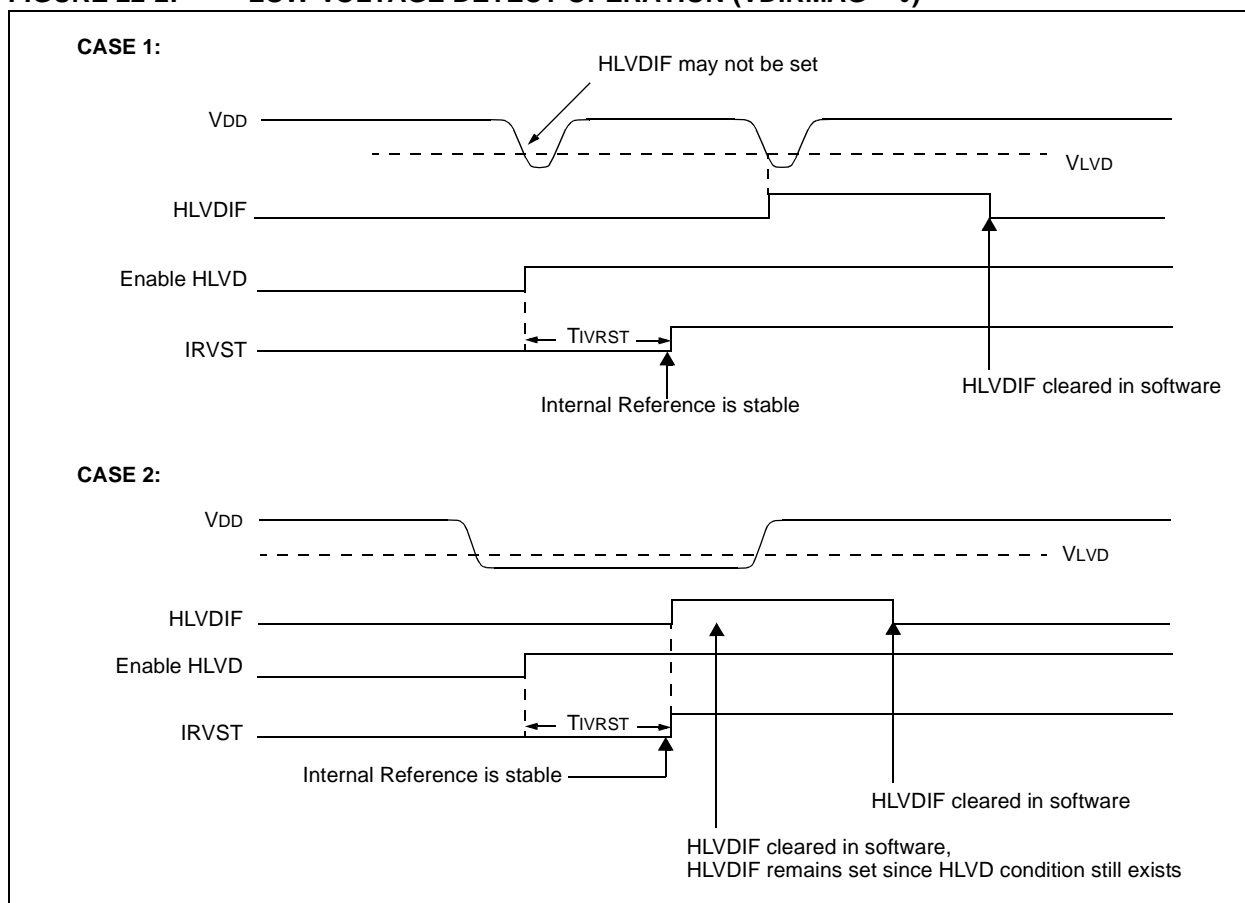 CASE 1:
HLVDIF may not be set
VDD
VLVD
HLVDIF
Enable HLVD
TIVRST
IRVST
HLVDIF cleared in software
Internal Reference is stable
CASE 2:
VDD
VLVD
HLVDIF
Enable HLVD
TIVRST
IRVST
Internal Reference is stable
HLVDIF cleared in software
HLVDIF cleared in software,
HLVDIF remains set since HLVD condition still exists